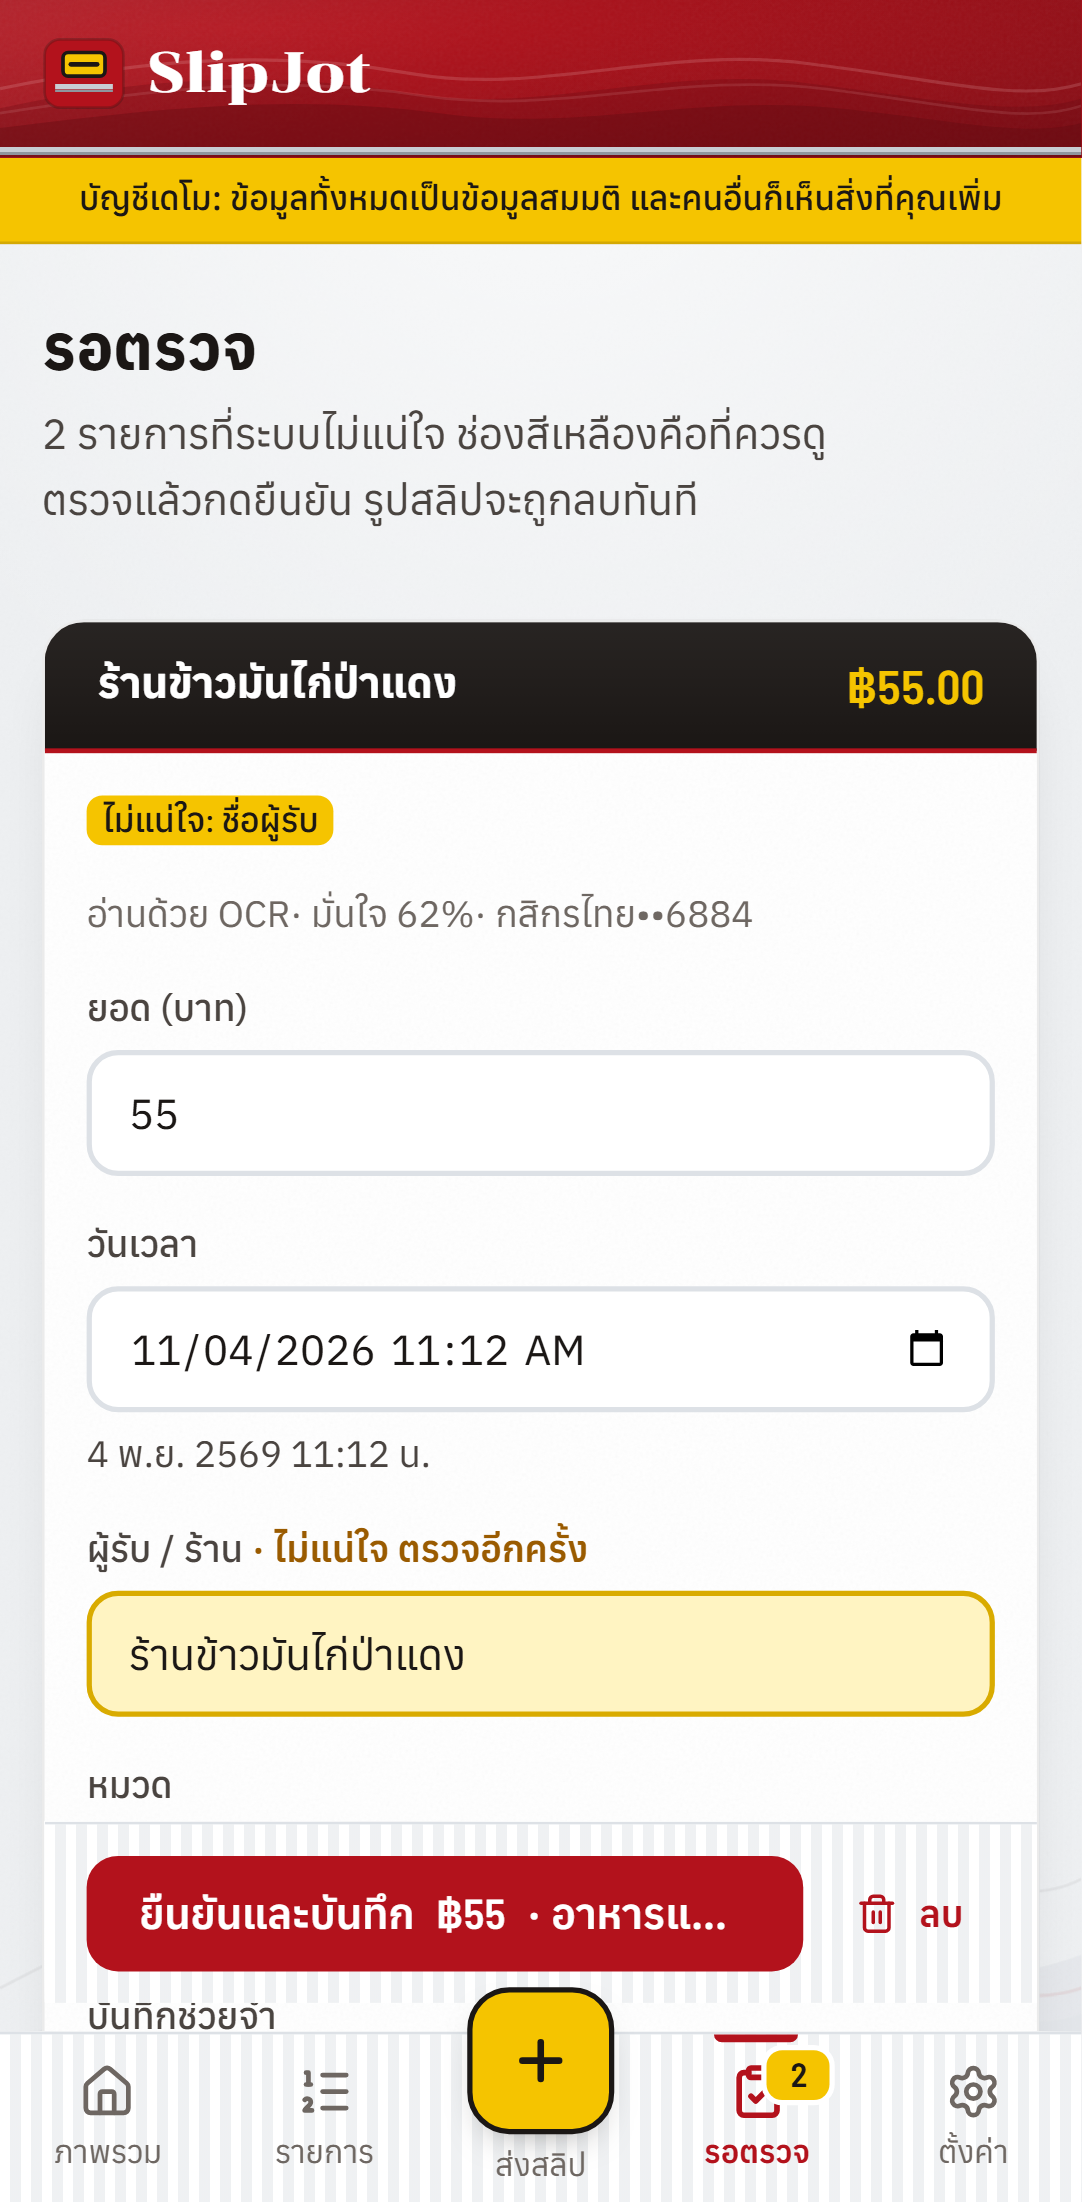 SlipJot
บัญชีเดโม: ข้อมูลทั้งหมดเป็นข้อมูลสมมติ และคนอื่นก็เห็นสิ่งที่คุณเพิ่ม
รอตรวจ
2 รายการที่ระบบไม่แน่ใจ ช่องสีเหลืองคือที่ควรดู
ตรวจแล้วกดยืนยัน รูปสลิปจะถูกลบทันที
ร้านข้าวมันไก่ป่าแดง ฿55.00
ไม่แน่ใจ: ชื่อผู้รับ
อ่านด้วย OCR· มั่นใจ 62%· กสิกรไทย••6884
ยอด (บาท)
55
วันเวลา
11/04/2026 11:12 AM
4 พ.ย. 2569 11:12 น.
ผู้รับ / ร้าน · ไม่แน่ใจ ตรวจอีกครั้ง
ร้านข้าวมันไก่ป่าแดง
หมวด
ยืนยันและบันทึก ฿55 · อาหารแ... ลบ
บันทึกช่วยจำ
2
ภาพรวม รายการ ส่งสลิป รอตรวจ ตั้งค่า